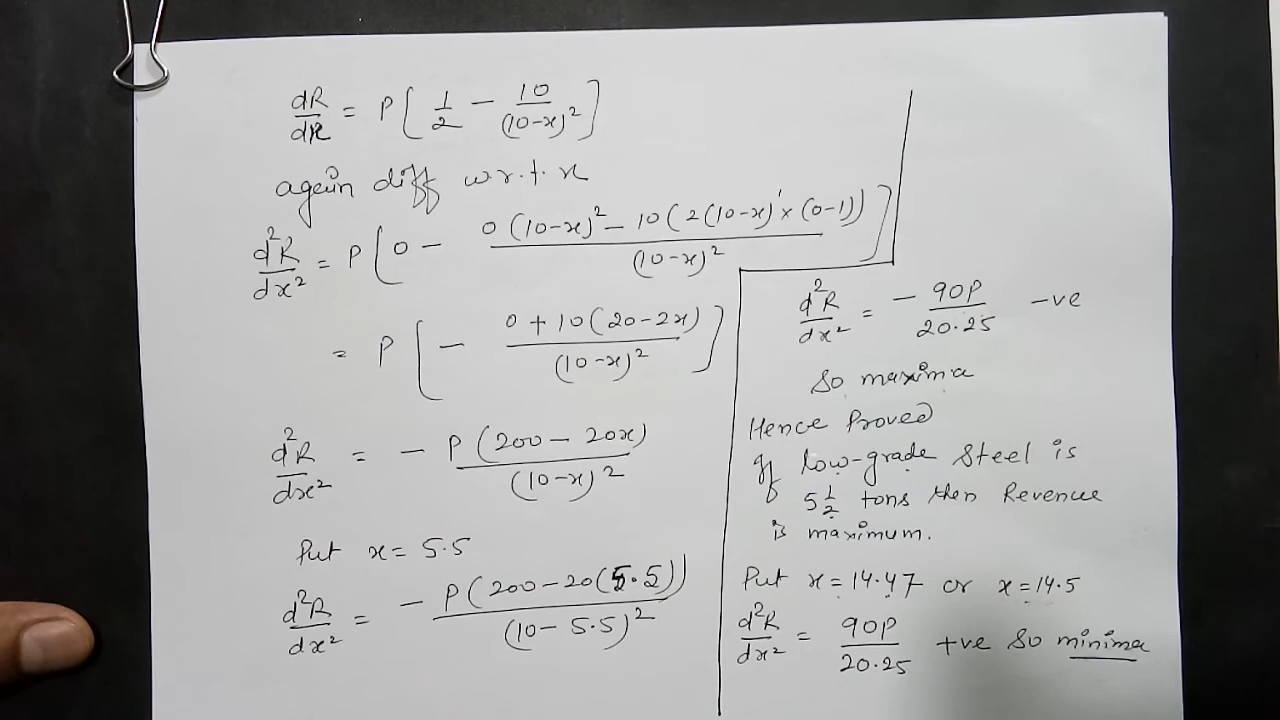 dR/dx = P[1/2 - 10/(10-x)²]
again diff w.r.t x
d²R/dx² = P[0 - 0(10-x)² - 10(2(10-x)¹×(0-1))/(10-x)²]
= P[- 0+10(20-2x)/(10-x)²]
d²R/dx² = - P(200-20x)/(10-x)²
Put x = 5.5
d²R/dx² = - P(200-20(5.5))/(10-5.5)²
d²R/dx² = - 90P/20.25 -ve
So maxima
Hence Proved
If low-grade Steel is
5 1/2 tons then Revenue
is maximum.
Put x = 14.47 or x = 14.5
d²R/dx² = 90P/20.25 +ve So minima